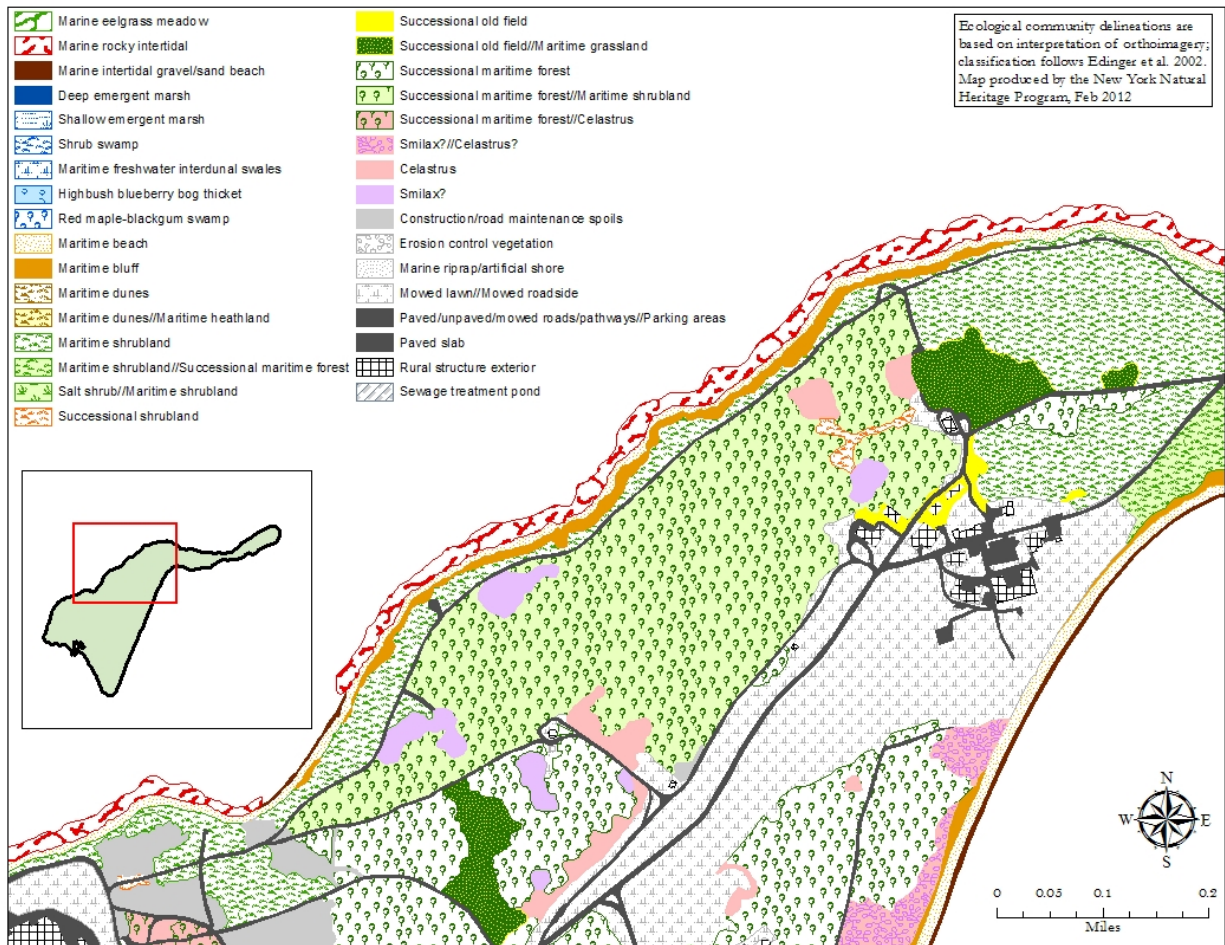 Marine eelgrass meadow
Marine rocky intertidal
Marine intertidal gravel/sand beach
Deep emergent marsh
Shallow emergent marsh
Shrub swamp
Maritime freshwater interdunal swales
Highbush blueberry bog thicket
Red maple-blackgum swamp
Maritime beach
Maritime bluff
Maritime dunes
Maritime dunes//Maritime heathland
Maritime shrubland
Maritime shrubland//Successional maritime forest
Salt shrub//Maritime shrubland
Successional shrubland
Successional old field
Successional old field//Maritime grassland
Successional maritime forest
Successional maritime forest//Maritime shrubland
Successional maritime forest//Celastrus
Smilax?//Celastrus?
Celastrus
Smilax?
Construction/road maintenance spoils
Erosion control vegetation
Marine riprap/artificial shore
Mowed lawn//Mowed roadside
Paved/unpaved/mowed roads/pathways//Parking areas
Paved slab
Rural structure exterior
Sewage treatment pond
Ecological community delineations are
based on interpretation of orthoimagery;
classification follows Edinger et al. 2002.
Map produced by the New York Natural
Heritage Program, Feb 2012
N
W E
S
0 0.05 0.1 0.2
Miles